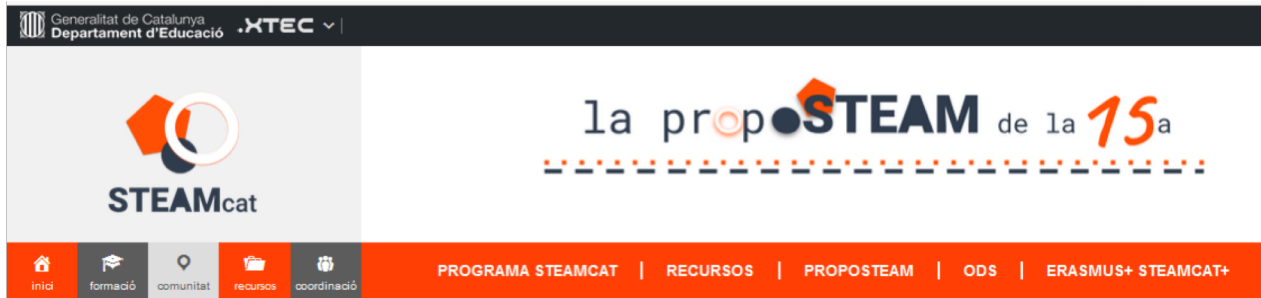 Generalitat de Catalunya
Departament d'Educació
.XTEC
STEAMcat
la propoSTEAM de la 15a
inici
formació
comunitat
recursos
coordinació
PROGRAMA STEAMCAT | RECURSOS | PROPOSTEAM | ODS | ERASMUS+ STEAMCAT+